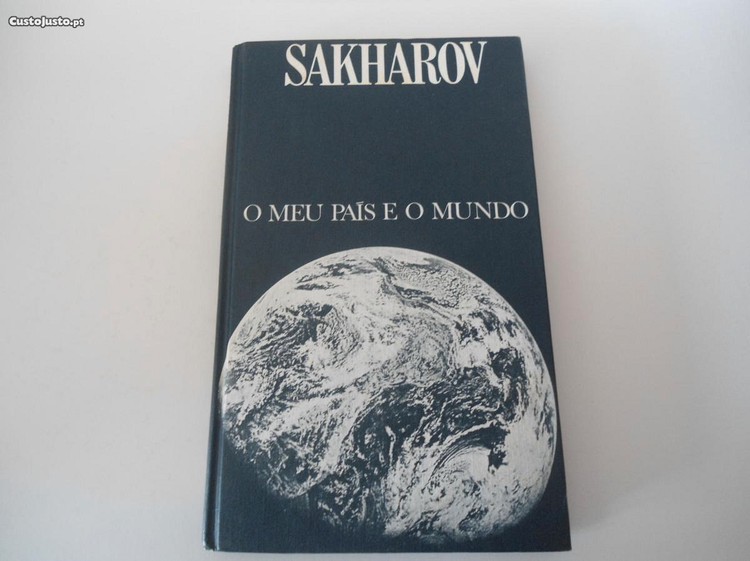 CustoJusto.pt
SAKHAROV
O MEU PAÍS E O MUNDO